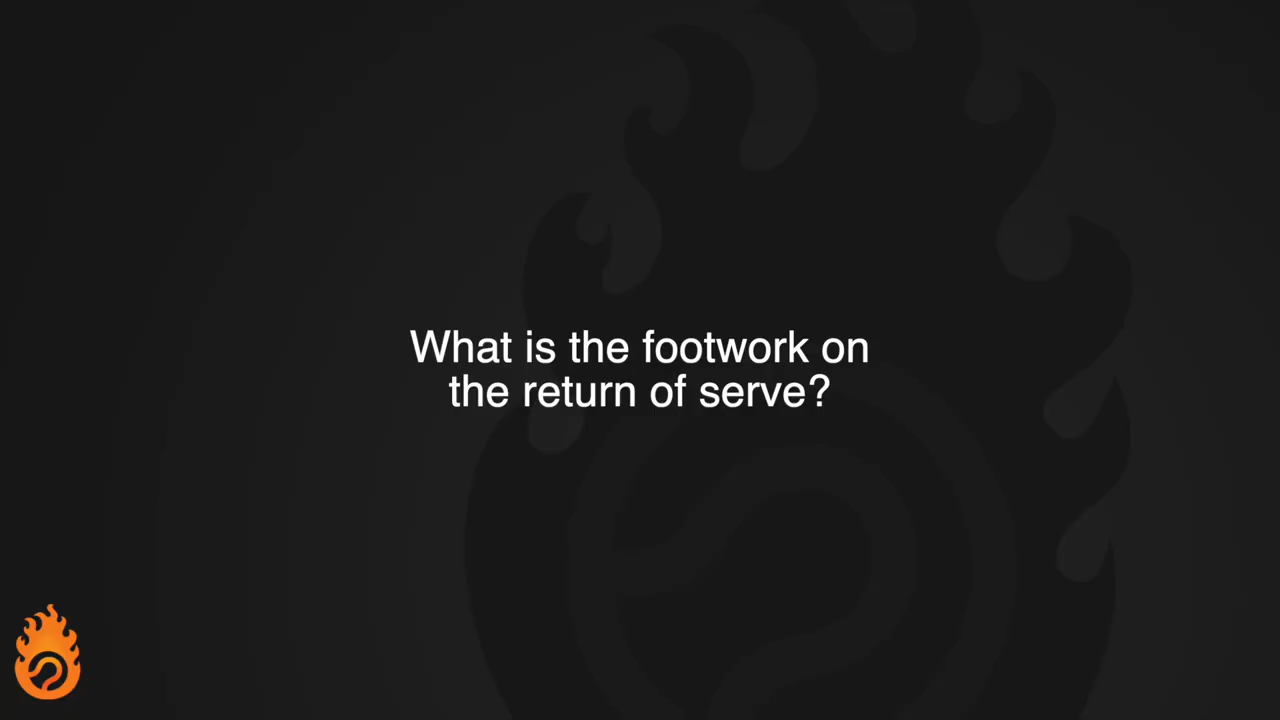 What is the footwork on
the return of serve?